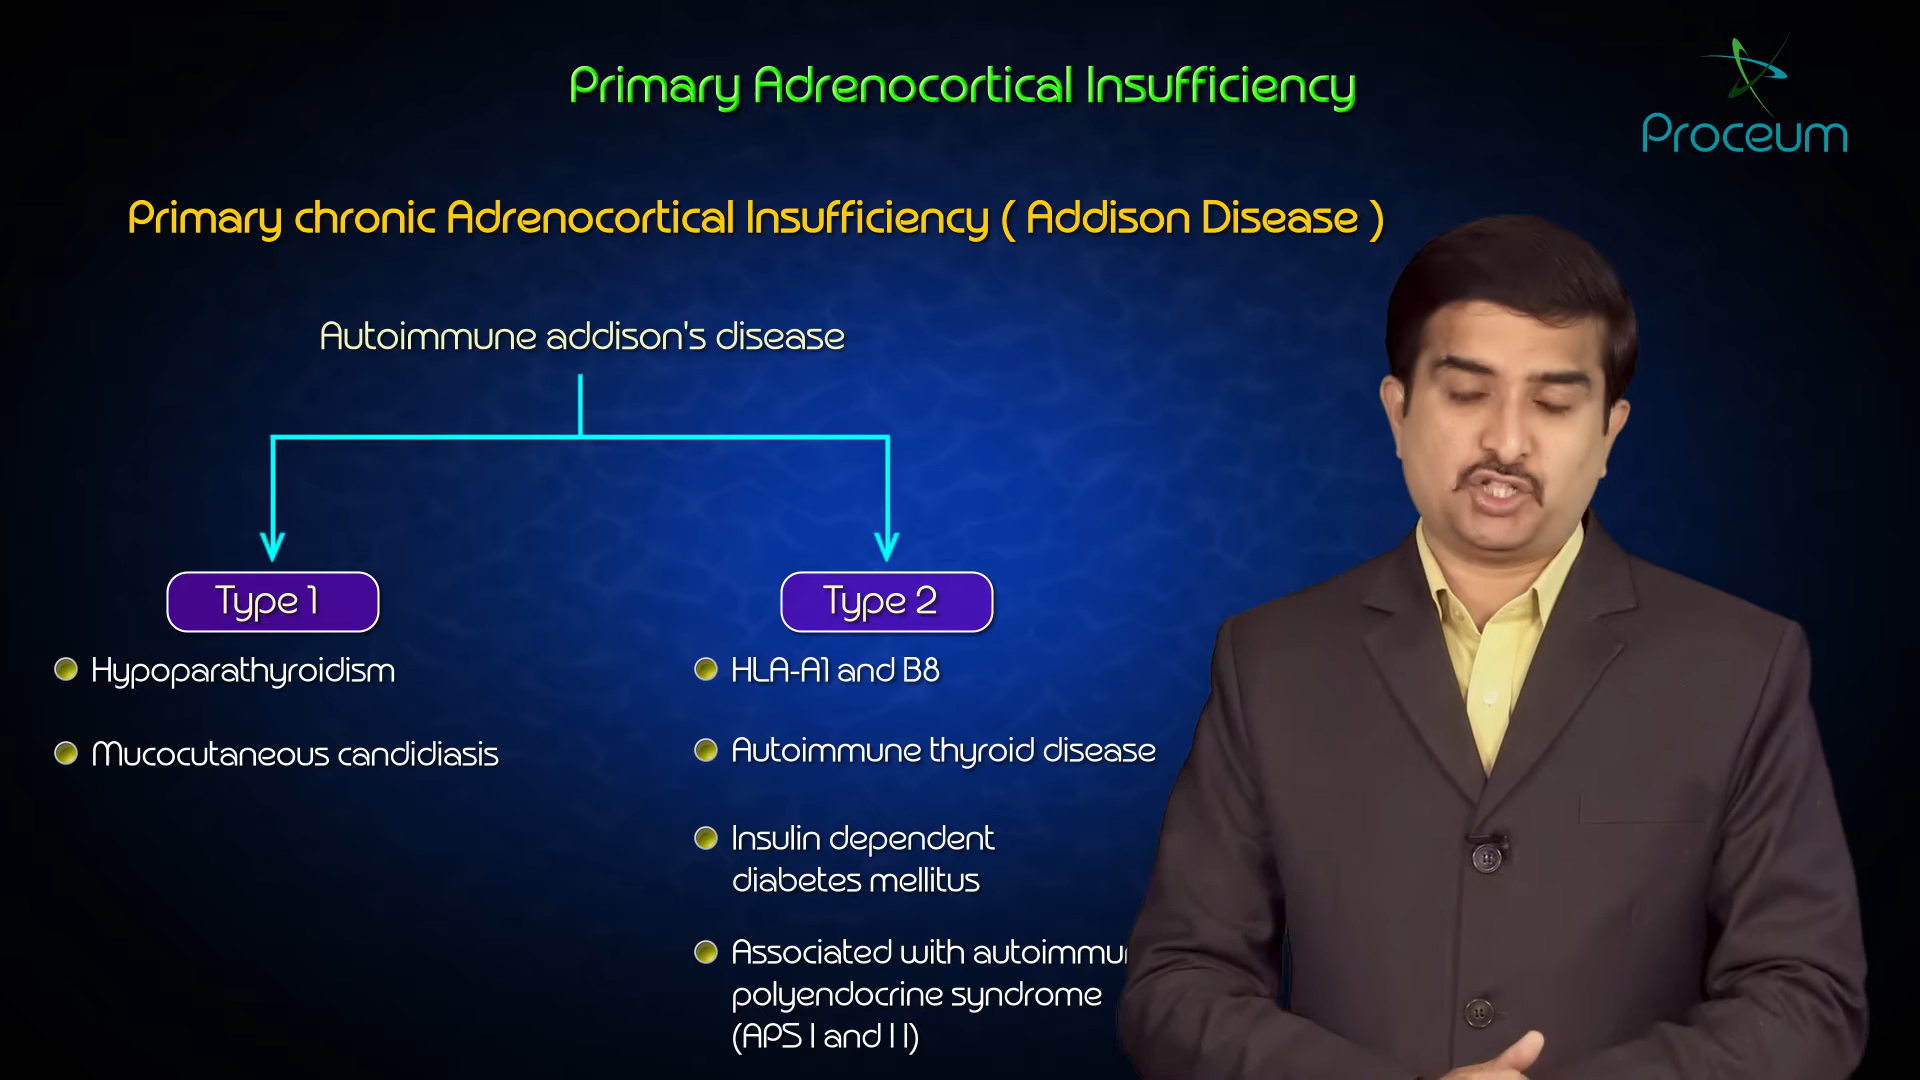 Primary Adrenocortical Insufficiency
Proceum
Primary chronic Adrenocortical Insufficiency ( Addison Disease )
Autoimmune addison's disease
Type 1
Hypoparathyroidism
Mucocutaneous candidiasis
Type 2
HLA-A1 and B8
Autoimmune thyroid disease
Insulin dependent
diabetes mellitus
Associated with
polyendocrine syndrome
(APS I and I I)